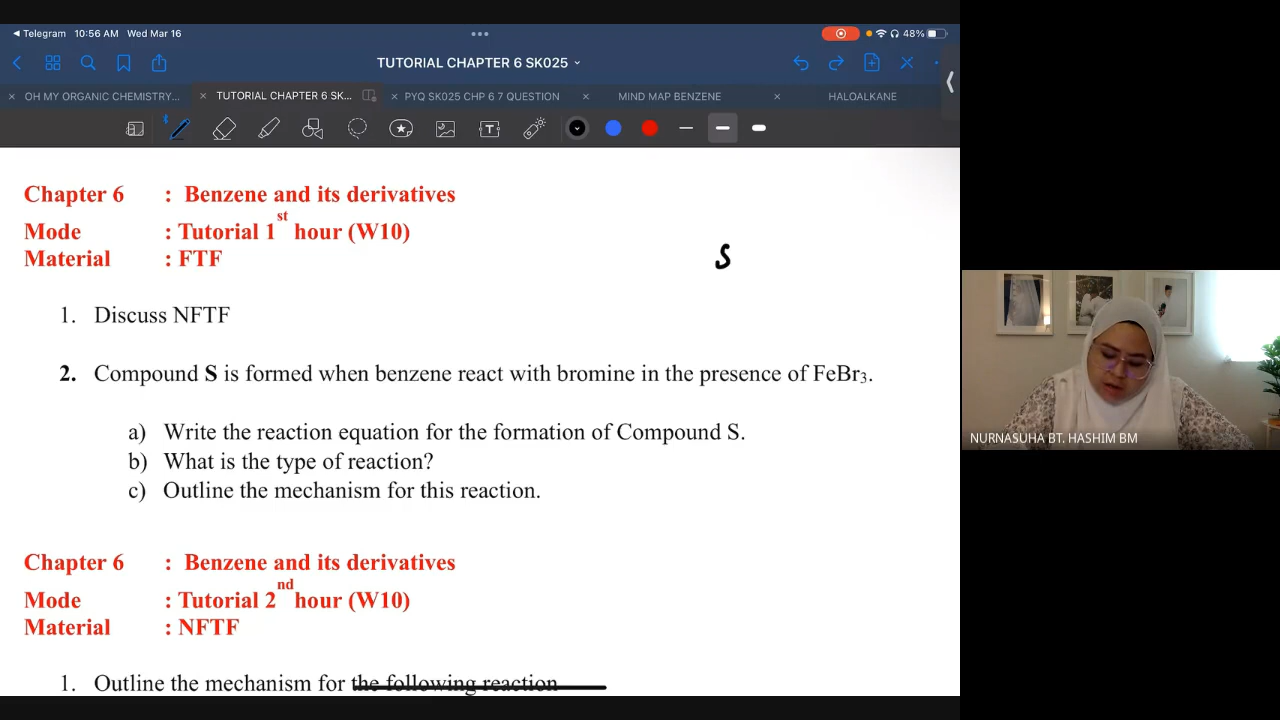 Telegram 10:56 AM Wed Mar 16
48%
TUTORIAL CHAPTER 6 SK025
OH MY ORGANIC CHEMISTRY...
TUTORIAL CHAPTER 6 SK...
PYQ SK025 CHP 6 7 QUESTION
MIND MAP BENZENE
HALOALKANE
Chapter 6 : Benzene and its derivatives
Mode : Tutorial 1st hour (W10)
Material : FTF
S
1. Discuss NFTF
2. Compound S is formed when benzene react with bromine in the presence of FeBr₃.
a) Write the reaction equation for the formation of Compound S.
b) What is the type of reaction?
c) Outline the mechanism for this reaction.
Chapter 6 : Benzene and its derivatives
Mode : Tutorial 2nd hour (W10)
Material : NFTF
1. Outline the mechanism for the following reaction
NURNASUHA BT. HASHIM BM